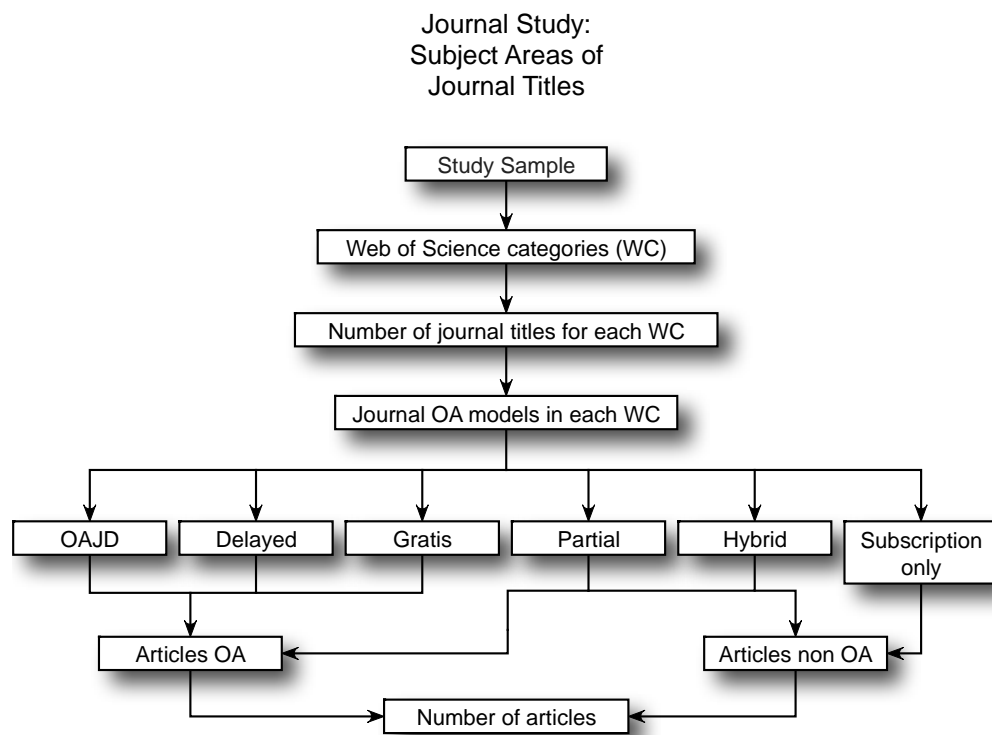 Journal Study:
Subject Areas of
Journal Titles
Study Sample
Web of Science categories (WC)
Number of journal titles for each WC
Journal OA models in each WC
OAJD
Delayed
Gratis
Partial
Hybrid
Subscription
only
Articles OA
Articles non OA
Number of articles